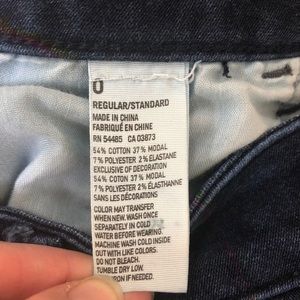 0
REGULAR/STANDARD
MADE IN CHINA
FABRIQUÉ EN CHINE
RN 54485 CA 03873
54% COTTON 37% MODAL
7% POLYESTER 2% ELASTANE
EXCLUSIVE OF DECORATION
54% COTON 37% MODAL
7% POLYESTER 2% ÉLASTHANNE
SANS LES DÉCORATIONS
COLOR MAY TRANSFER
WHEN NEW. WASH ONCE
SEPARATELY IN COLD
WATER BEFORE WEARING.
MACHINE WASH COLD INSIDE
OUT WITH LIKE COLORS.
DO NOT BLEACH.
TUMBLE DRY LOW.
IRON IF NEEDED.